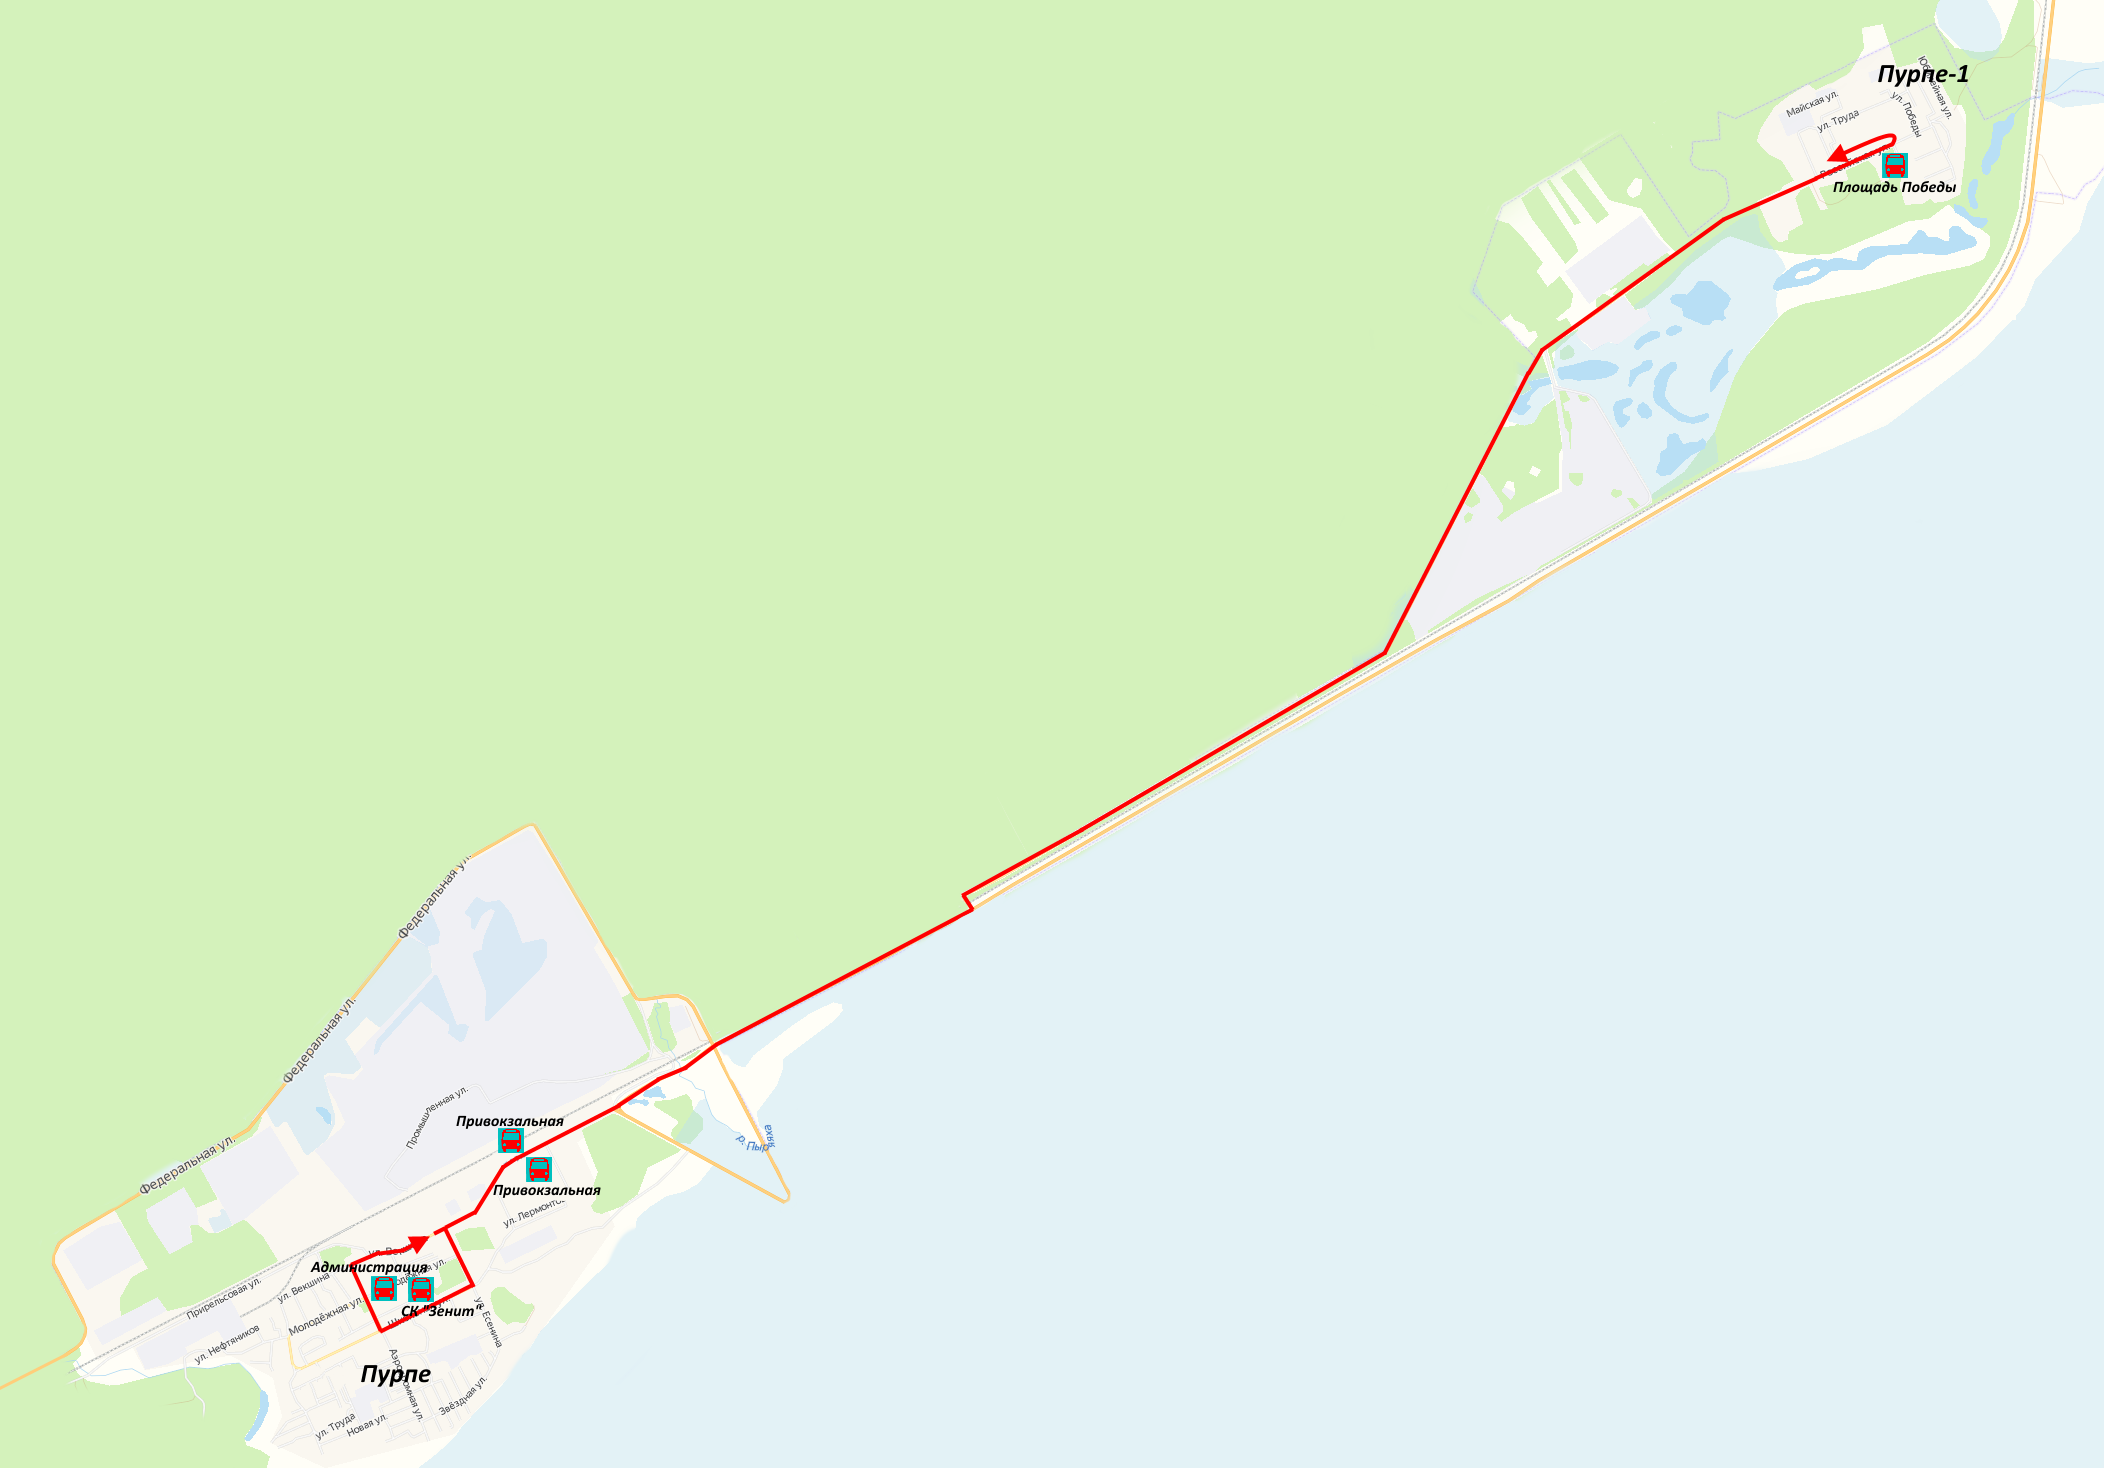 Пурпе-1
Юбилейная ул.
Майская ул.
ул. Победы
ул. Труда
Российская ул.
Площадь Победы
Федеральная ул.
Федеральная ул.
Промышленная ул.
Федеральная ул.
Привокзальная
р. Пыр
яха
Привокзальная
ул. Лермонтова
Администрация
ул. Векшина
Прирельсовая ул.
Молодёжная ул.
СК "Зенит"
ул. Есенина
ул. Нефтяников
Пурпе
Аэродромная ул.
Звёздная ул.
ул. Труда
Новая ул.